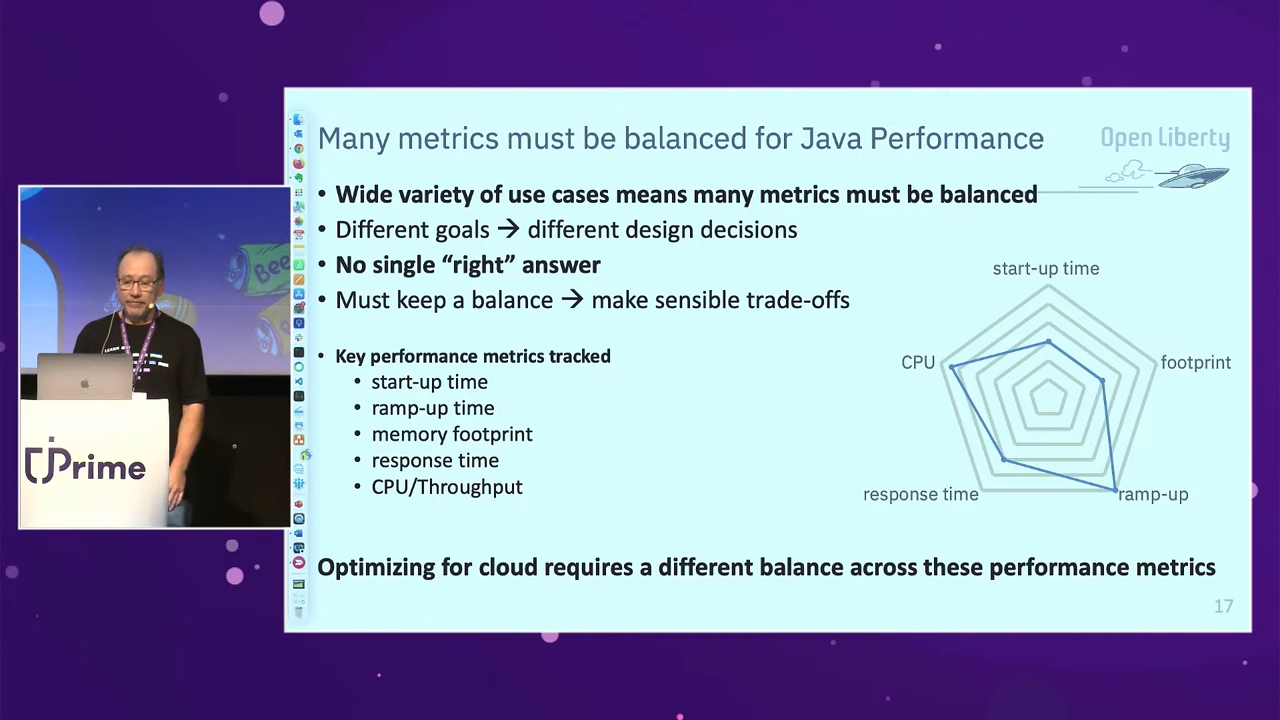 Many metrics must be balanced for Java Performance
Open Liberty
• Wide variety of use cases means many metrics must be balanced
• Different goals → different design decisions
• No single “right” answer
• Must keep a balance → make sensible trade-offs
• Key performance metrics tracked
• start-up time
• ramp-up time
• memory footprint
• response time
• CPU/Throughput
start-up time
CPU
footprint
response time
ramp-up
Optimizing for cloud requires a different balance across these performance metrics
17
Bee
JPrime